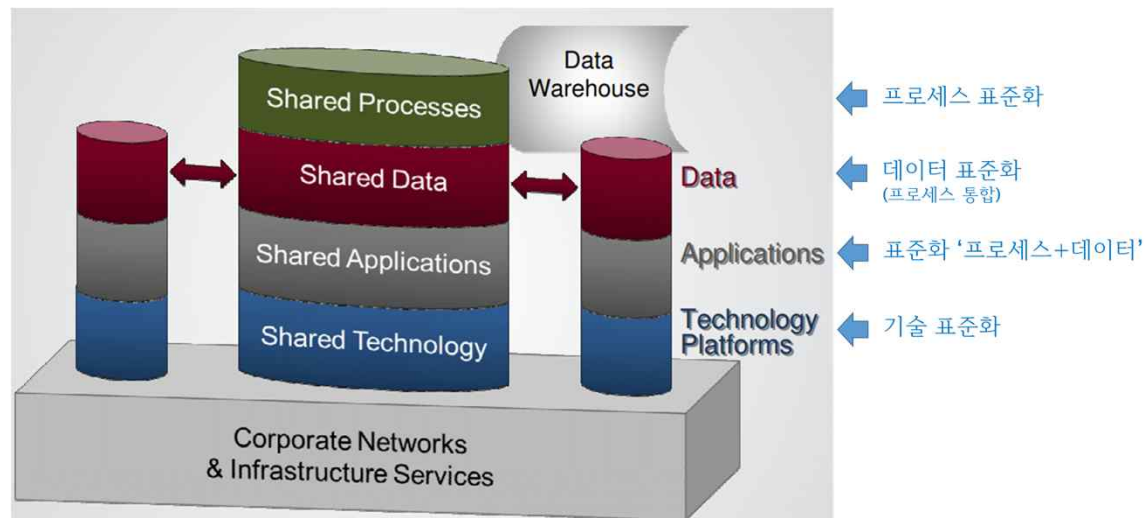 Data
Warehouse
Shared Processes
프로세스 표준화
Shared Data
Data
데이터 표준화
(프로세스 통합)
Shared Applications
Applications
표준화 ‘프로세스+데이터’
Shared Technology
Technology
Platforms
기술 표준화
Corporate Networks
& Infrastructure Services